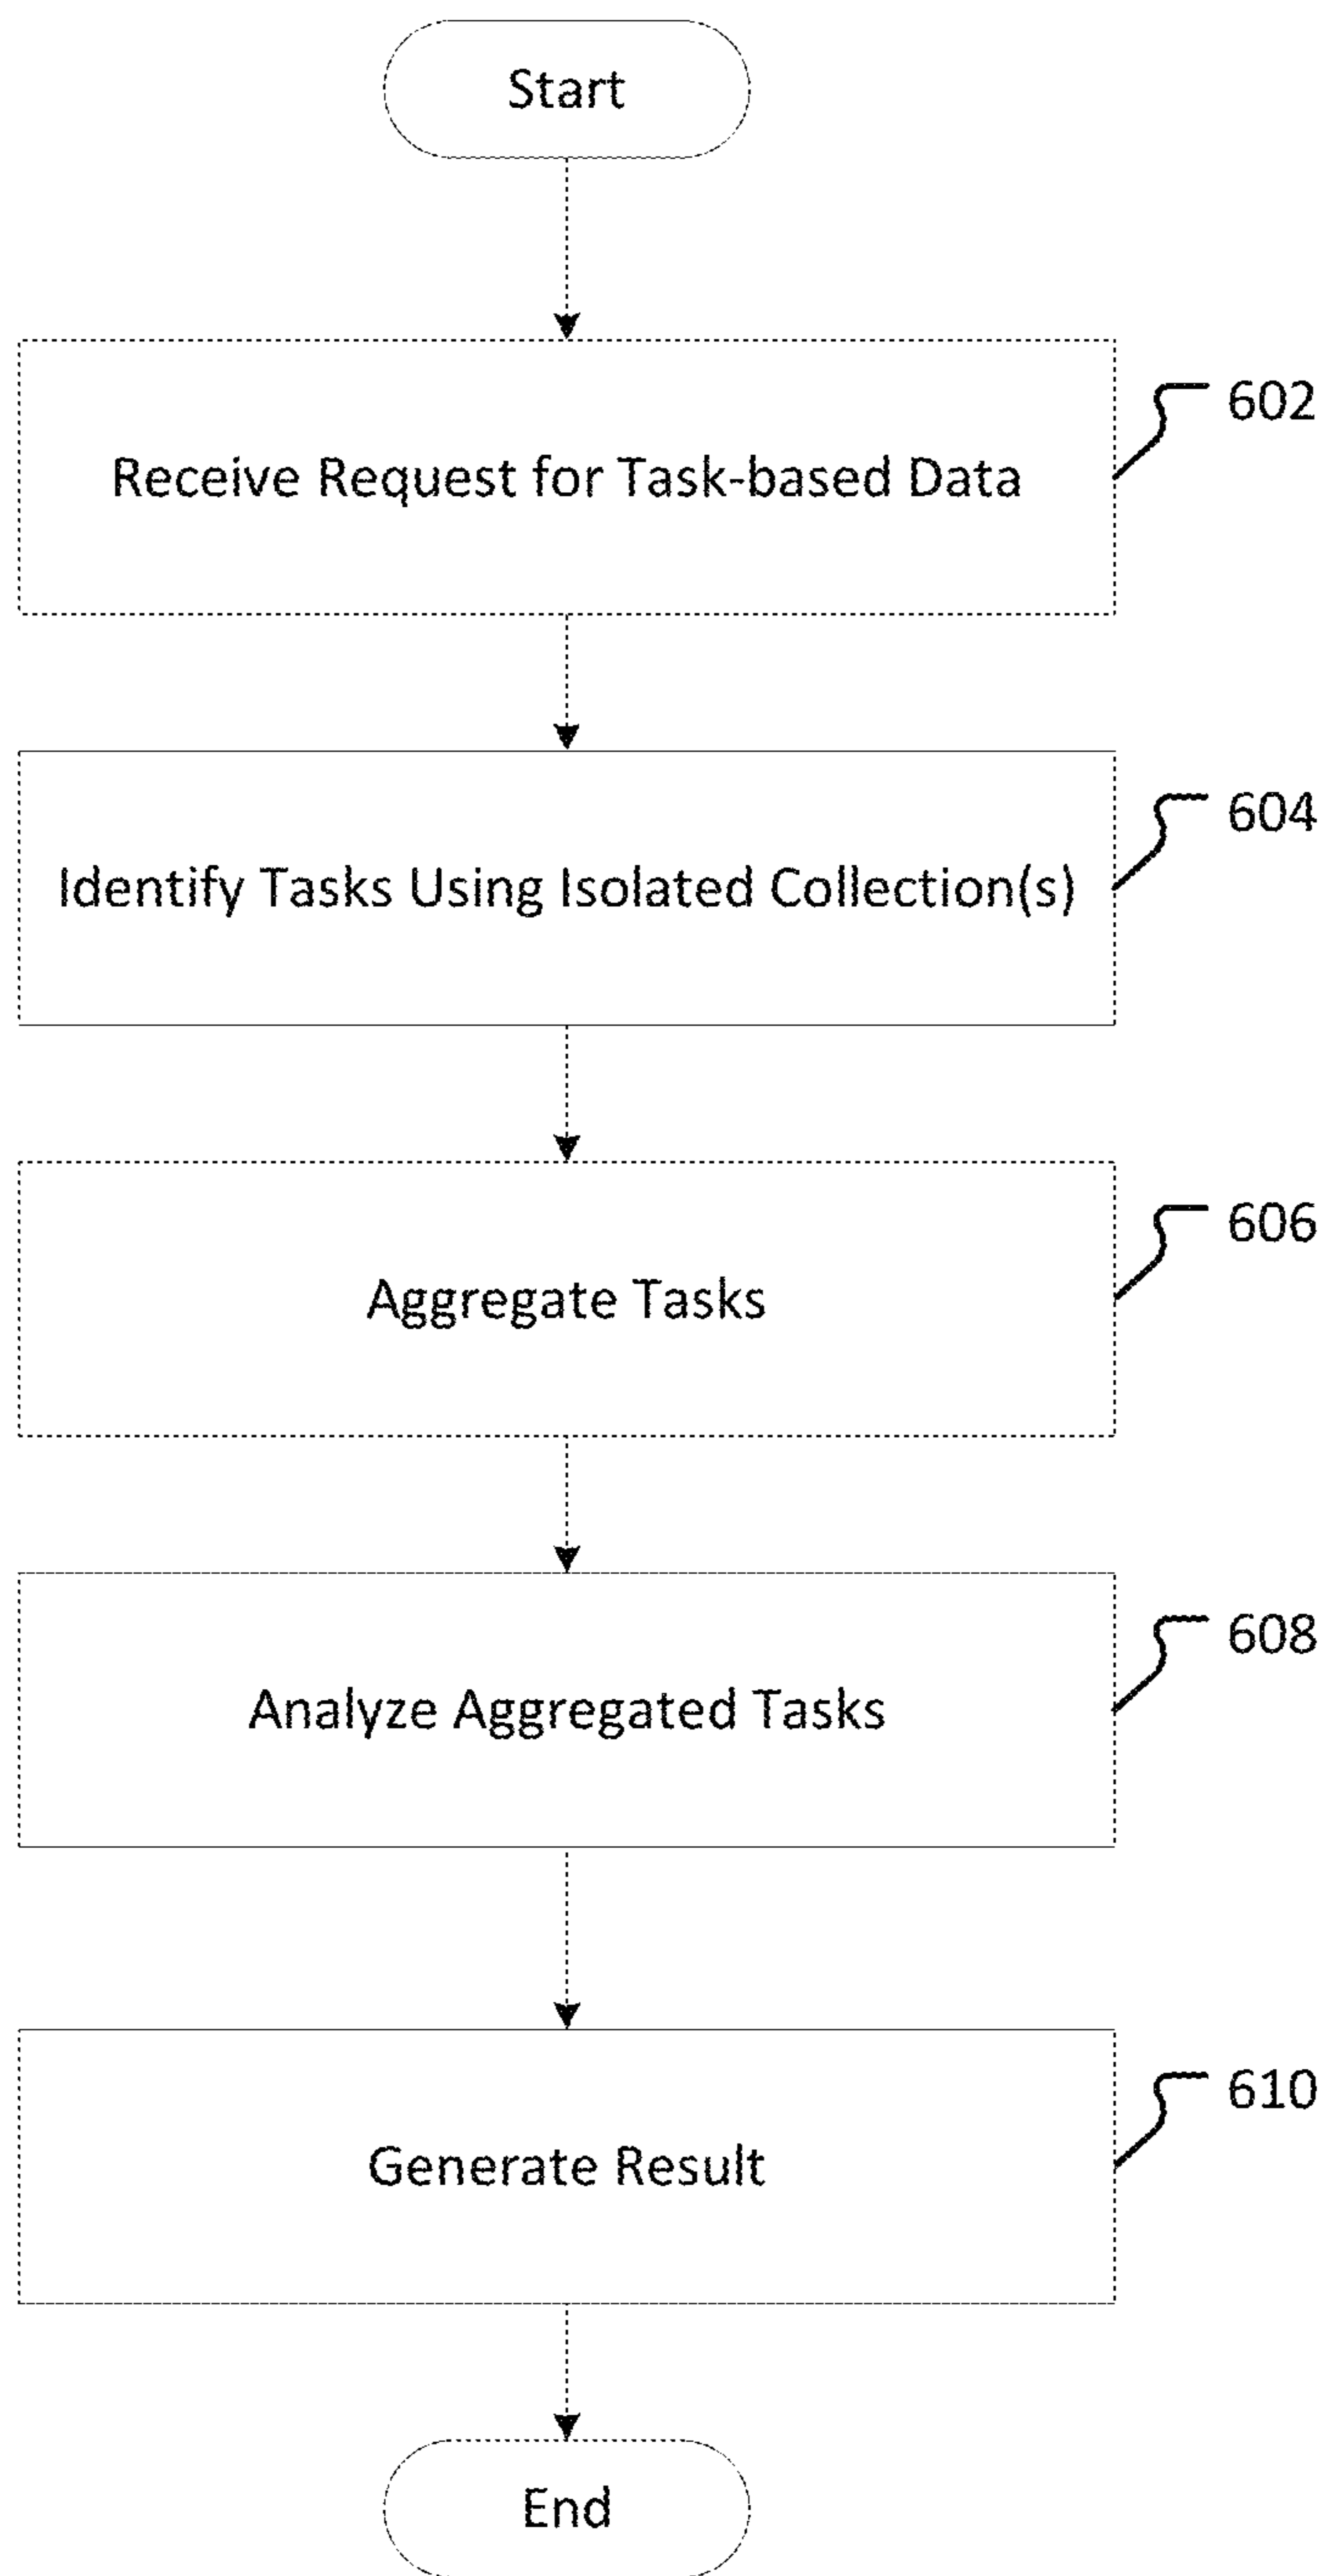 Start
Receive Request for Task-based Data
602
Identify Tasks Using Isolated Collection(s)
604
Aggregate Tasks
606
Analyze Aggregated Tasks
608
Generate Result
610
End